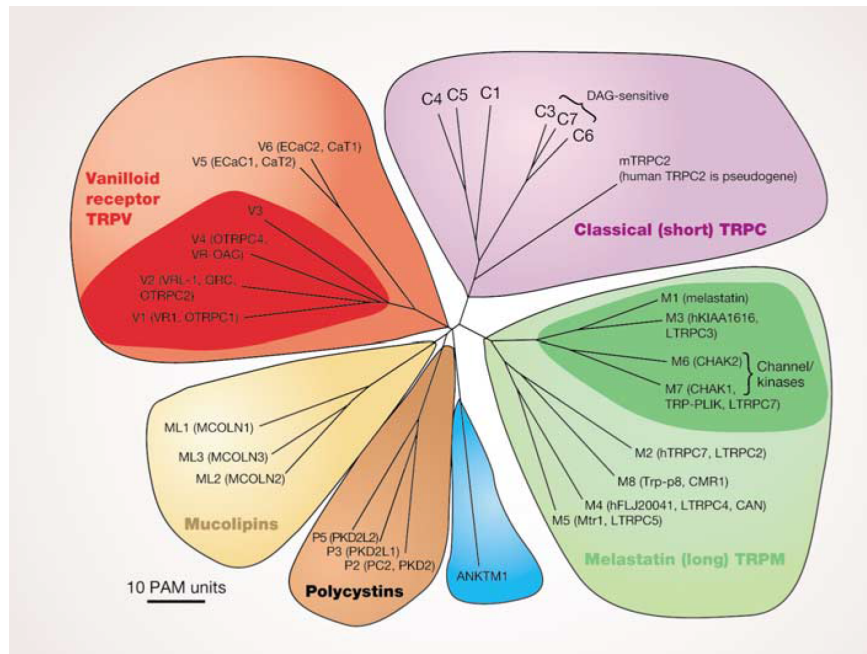 C4
C5
C1
DAG-sensitive
C3
C7
C6
V6 (ECaC2, CaT1)
V5 (ECaC1, CaT2)
mTRPC2
(human TRPC2 is pseudogene)
Vanilloid
receptor
TRPV
V3
V4 (OTRPC4,
VR-OAC)
Classical (short) TRPC
V2 (VRL-1, GRC,
OTRPC2)
V1 (VR1, OTRPC1)
M1 (melastatin)
M3 (hKIAA1616,
LTRPC3)
M6 (CHAK2)
Channel/
kinases
M7 (CHAK1,
TRP-PLIK, LTRPC7)
ML1 (MCOLN1)
ML3 (MCOLN3)
ML2 (MCOLN2)
Mucolipins
M2 (hTRPC7, LTRPC2)
M8 (Trp-p8, CMR1)
M4 (hFLJ20041, LTRPC4, CAN)
M5 (Mtr1, LTRPC5)
Melastatin (long) TRPM
P5 (PKD2L2)
P3 (PKD2L1)
P2 (PC2, PKD2)
Polycystins
ANKTM1
10 PAM units